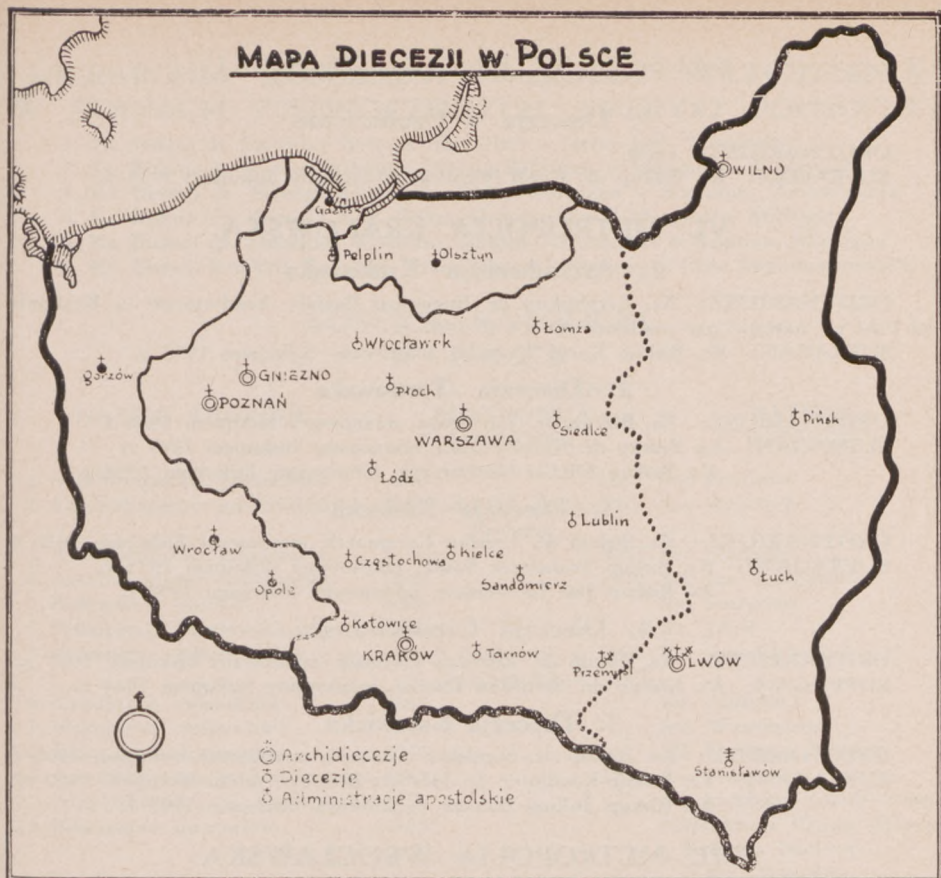 MAPA DIECEZJI W POLSCE
WILNO
Gdańsk
Pelplin
Olsztyn
Łomża
Wrocławek
Gorzów
GNIEZNO
Płock
POZNAŃ
WARSZAWA
Siedlce
Pińsk
Łódź
Lublin
Wrocław
Częstochowa
Kielce
Opole
Sandomierz
Łuck
Katowice
KRAKÓW
Tarnów
Przemyśl
LWÓW
Stanisławów
Archidiecezje
Diecezje
Administracje apostolskie